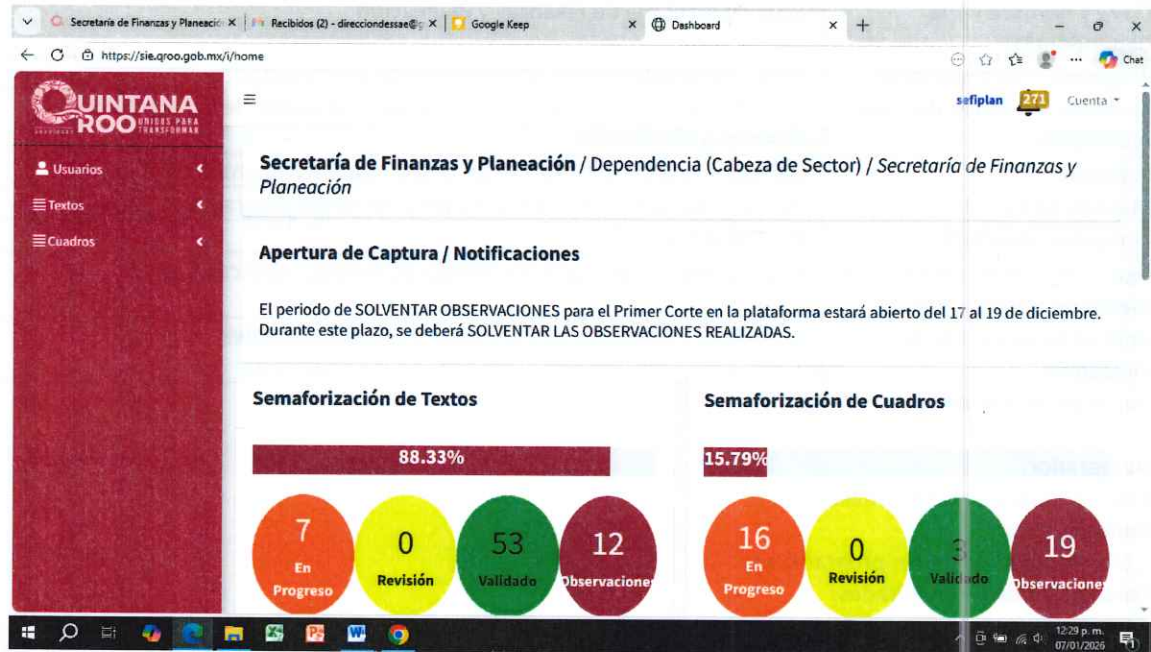 Secretaría de Finanzas y Planeació
Recibidos (2) - direcciondessae@
Google Keep
Dashboard
https://sie.qroo.gob.mx/i/home
Chat
QUINTANA
ROO
UNIDOS PARA
TRANSFORMAR
sefiplan 271 Cuenta
Usuarios
Textos
Cuadros
Secretaría de Finanzas y Planeación / Dependencia (Cabeza de Sector) / Secretaría de Finanzas y
Planeación
Apertura de Captura / Notificaciones
El periodo de SOLVENTAR OBSERVACIONES para el Primer Corte en la plataforma estará abierto del 17 al 19 de diciembre.
Durante este plazo, se deberá SOLVENTAR LAS OBSERVACIONES REALIZADAS.
Semaforización de Textos
88.33%
7
En
Progreso
0
Revisión
53
Validado
12
Observaciones
Semaforización de Cuadros
15.79%
16
En
Progreso
0
Revisión
3
Validado
19
Observaciones
12:29 p. m.
07/01/2026